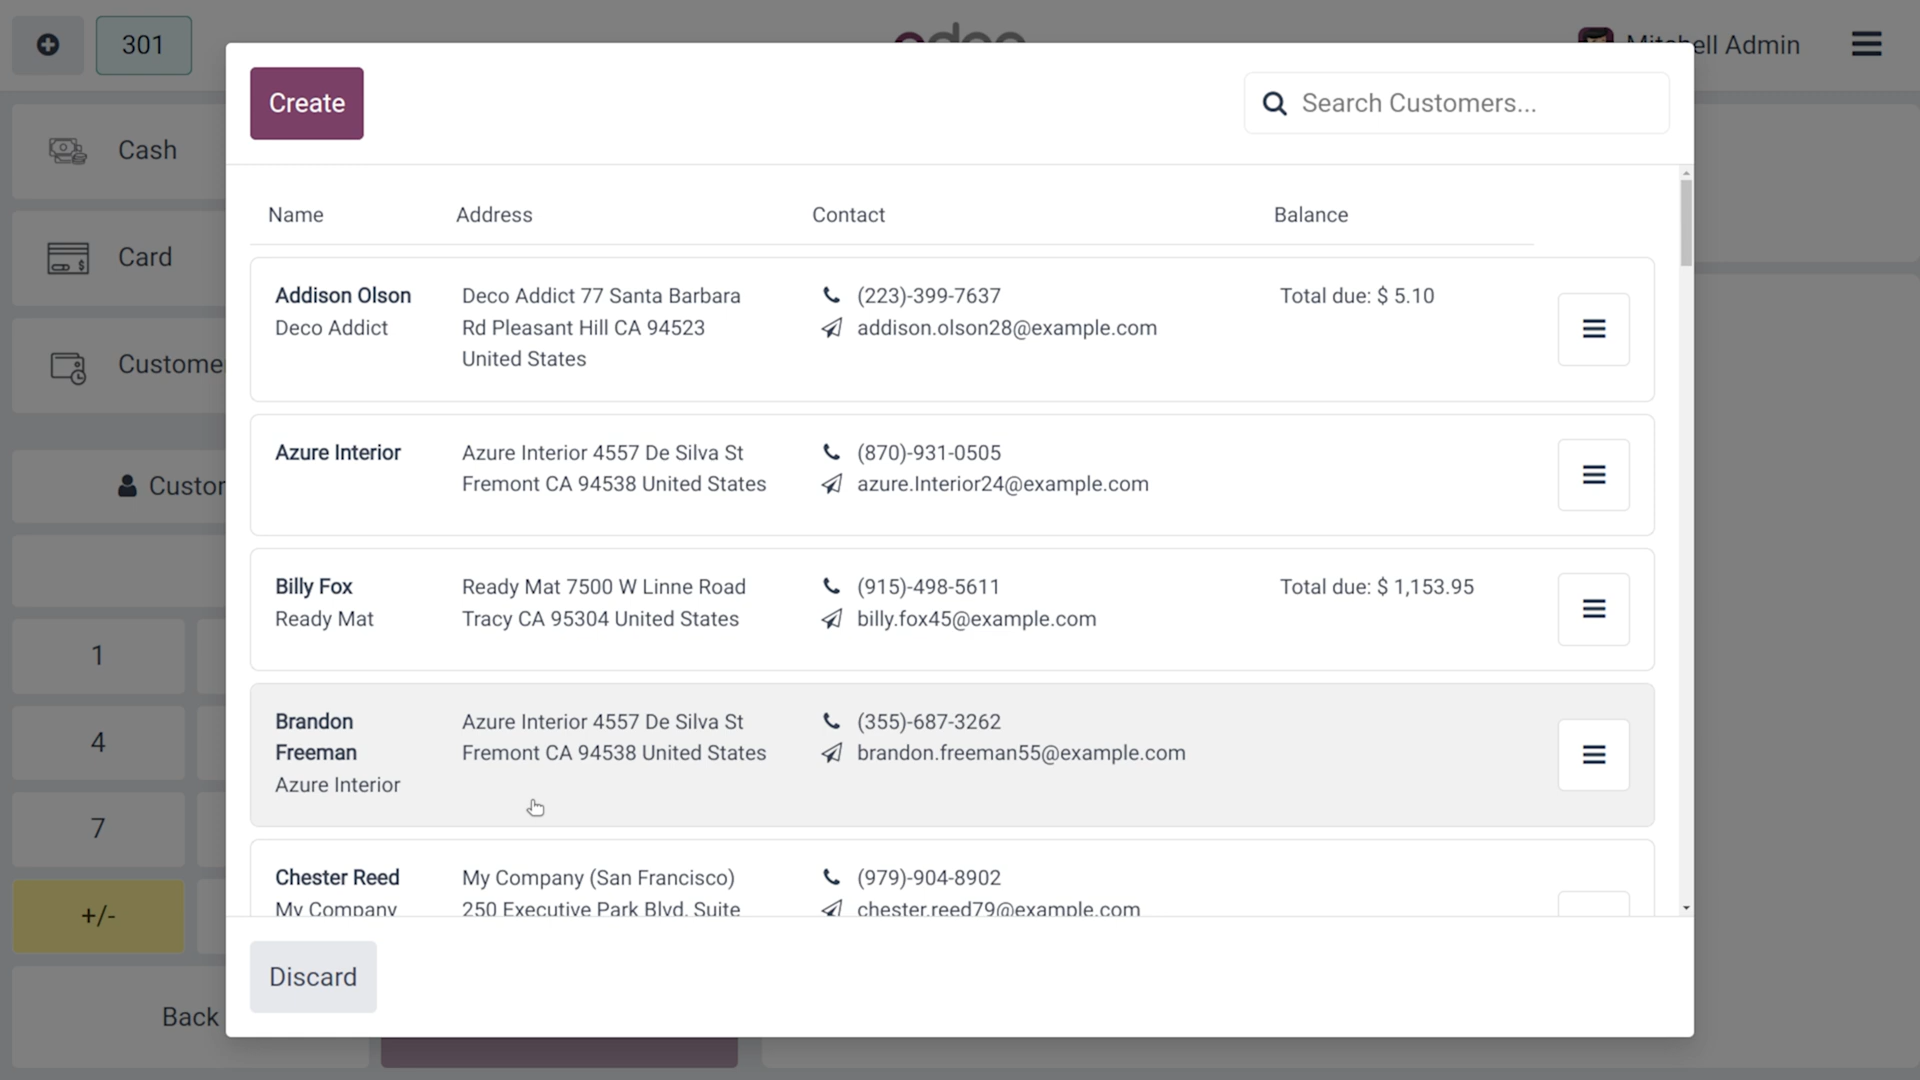 301
odoo
Mitchell Admin
Create
Search Customers...
Cash
Card
Custome
Custor
1
4
7
+/-
Back
Name Address Contact Balance
Addison Olson
Deco Addict
Deco Addict 77 Santa Barbara
Rd Pleasant Hill CA 94523
United States
(223)-399-7637
addison.olson28@example.com
Total due: $ 5.10
Azure Interior
Azure Interior 4557 De Silva St
Fremont CA 94538 United States
(870)-931-0505
azure.Interior24@example.com
Billy Fox
Ready Mat
Ready Mat 7500 W Linne Road
Tracy CA 95304 United States
(915)-498-5611
billy.fox45@example.com
Total due: $ 1,153.95
Brandon
Freeman
Azure Interior
Azure Interior 4557 De Silva St
Fremont CA 94538 United States
(355)-687-3262
brandon.freeman55@example.com
Chester Reed
My Company
My Company (San Francisco)
250 Executive Park Blvd, Suite
(979)-904-8902
chester.reed79@example.com
Discard